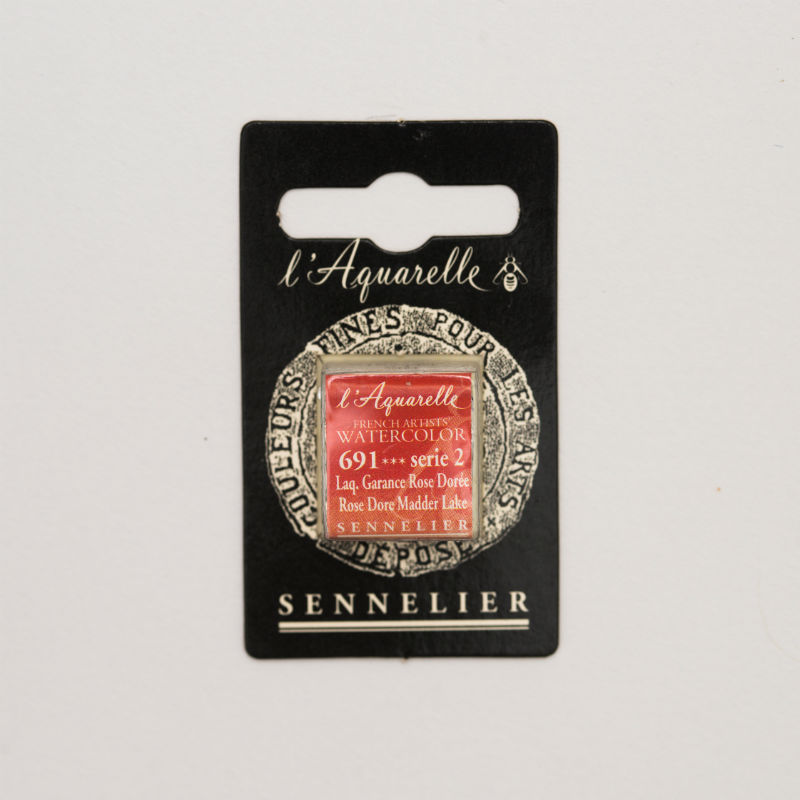 l'Aquarelle
COULEURS FINES POUR LES ARTS
l'Aquarelle
FRENCH ARTISTS'
WATERCOLOR
691*** serie 2
Laq. Garance Rose Dorée
Rose Dore Madder Lake
SENNELIER
DÉPOSÉ
SENNELIER